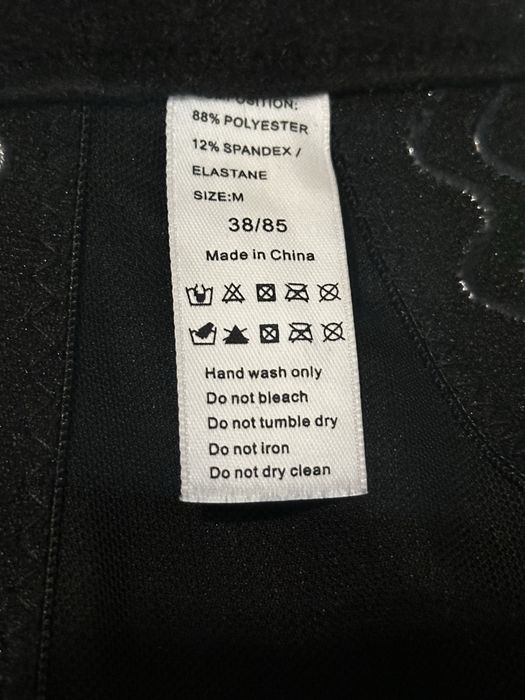 88% POLYESTER
12% SPANDEX /
ELASTANE
SIZE:M
38/85
Made in China
Hand wash only
Do not bleach
Do not tumble dry
Do not iron
Do not dry clean